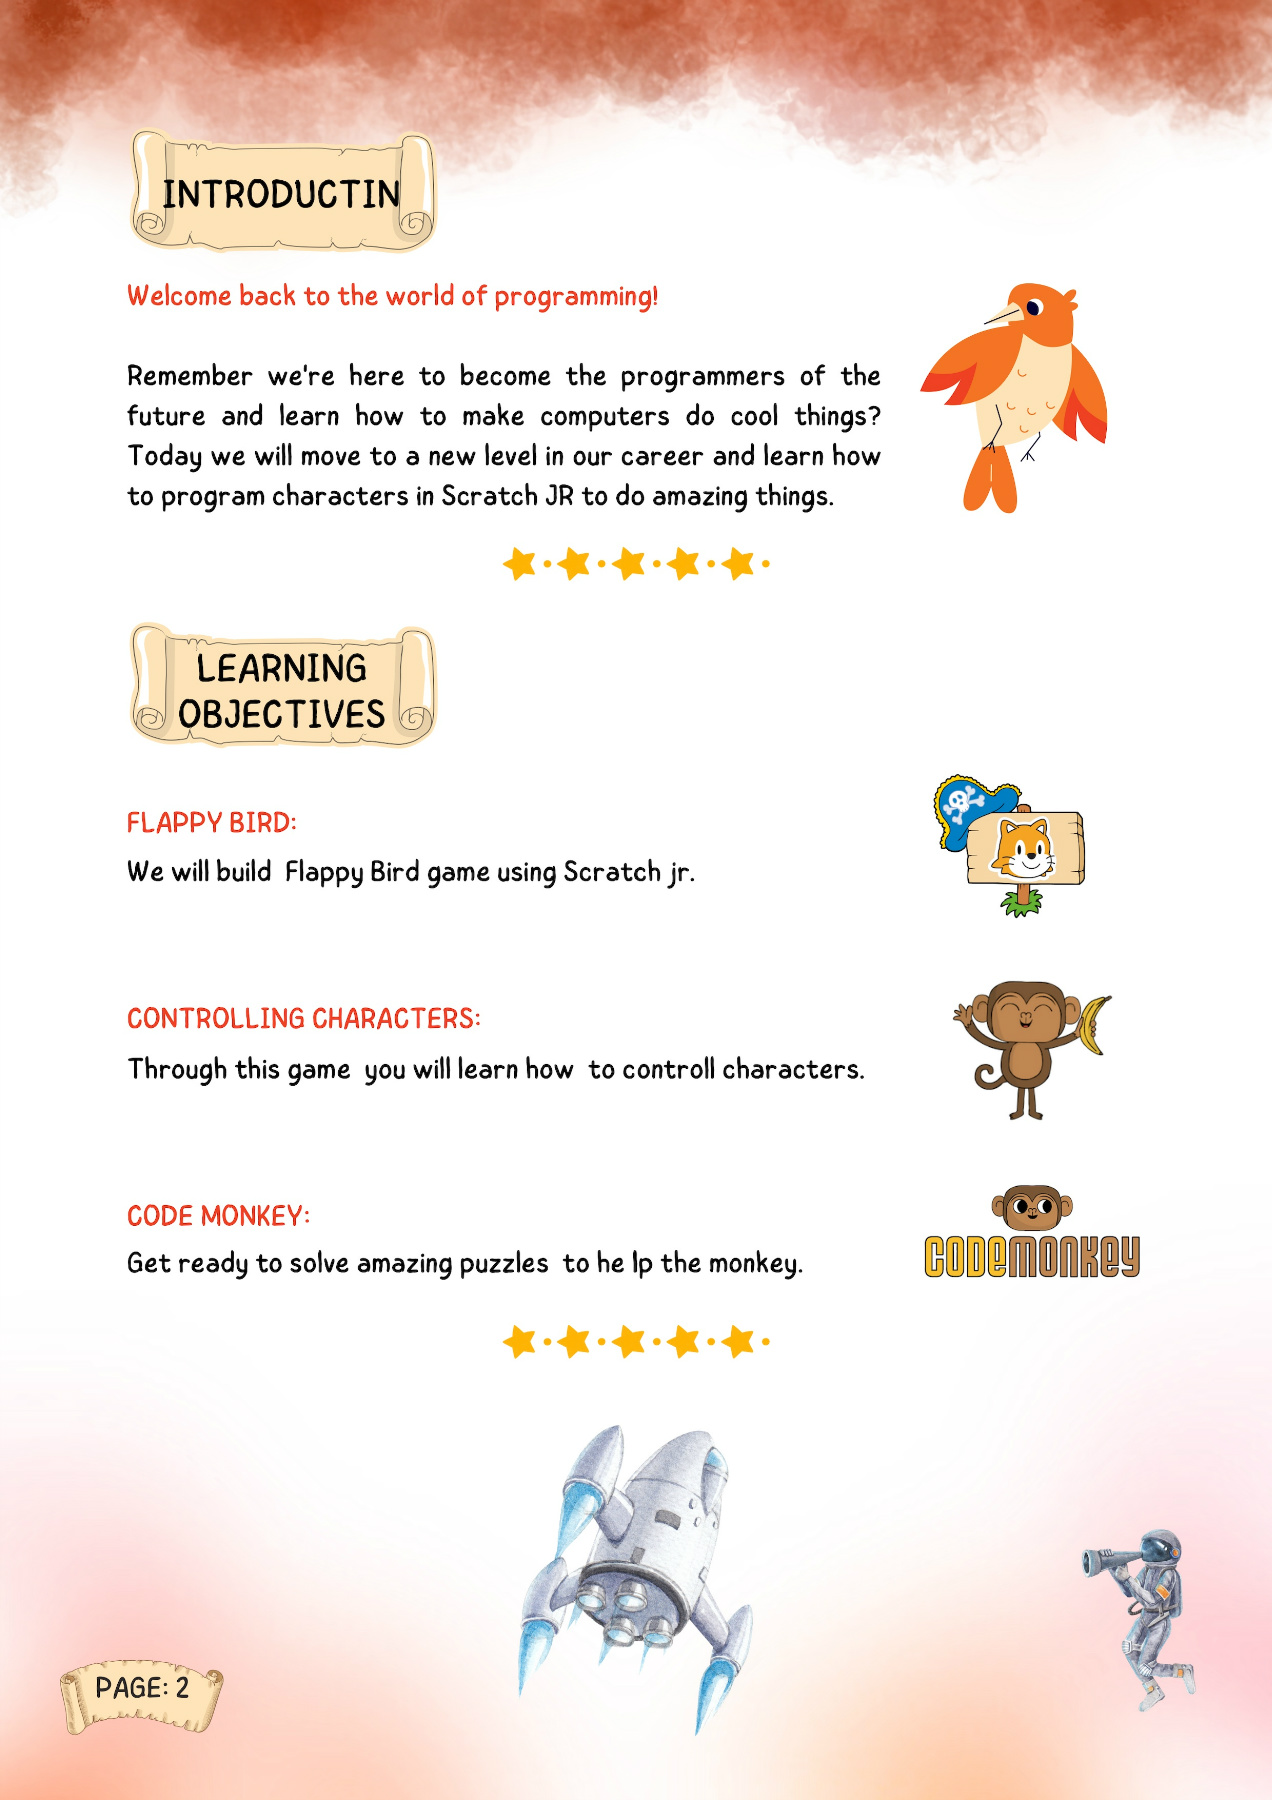 INTRODUCTIN
Welcome back to the world of programming!
Remember we're here to become the programmers of the
future and learn how to make computers do cool things?
Today we will move to a new level in our career and learn how
to program characters in Scratch JR to do amazing things.
LEARNING
OBJECTIVES
FLAPPY BIRD:
We will build  Flappy Bird game using Scratch jr.
CONTROLLING CHARACTERS:
Through this game  you will learn how  to controll characters.
CODE MONKEY:
Get ready to solve amazing puzzles  to he lp the monkey.
CODEMONKEY
PAGE: 2